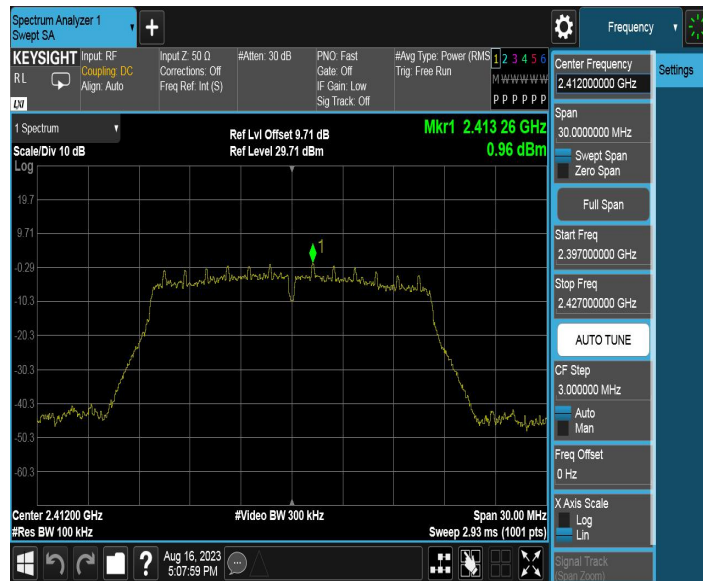 Spectrum Analyzer 1
Swept SA
+
Frequency
KEYSIGHT
RL
LXI
Input: RF
Coupling: DC
Align: Auto
Input Z: 50 Ω
Corrections: Off
Freq Ref: Int (S)
#Atten: 30 dB
PNO: Fast
Gate: Off
IF Gain: Low
Sig Track: Off
#Avg Type: Power (RMS
Trig: Free Run
1 2 3 4 5 6
M W W W W W
P P P P P P
Settings
Center Frequency
2.412000000 GHz
Span
30.0000000 MHz
Swept Span
Zero Span
Full Span
Start Freq
2.397000000 GHz
Stop Freq
2.427000000 GHz
AUTO TUNE
CF Step
3.000000 MHz
Auto
Man
Freq Offset
0 Hz
X Axis Scale
Log
Lin
Signal Track
(Span Zoom)
1 Spectrum
Scale/Div 10 dB
Log
Ref Lvl Offset 9.71 dB
Ref Level 29.71 dBm
Mkr1 2.413 26 GHz
0.96 dBm
1
19.7
9.71
-0.29
-10.3
-20.3
-30.3
-40.3
-50.3
-60.3
Center 2.41200 GHz
#Res BW 100 kHz
#Video BW 300 kHz
Span 30.00 MHz
Sweep 2.93 ms (1001 pts)
?
Aug 16, 2023
5:07:59 PM